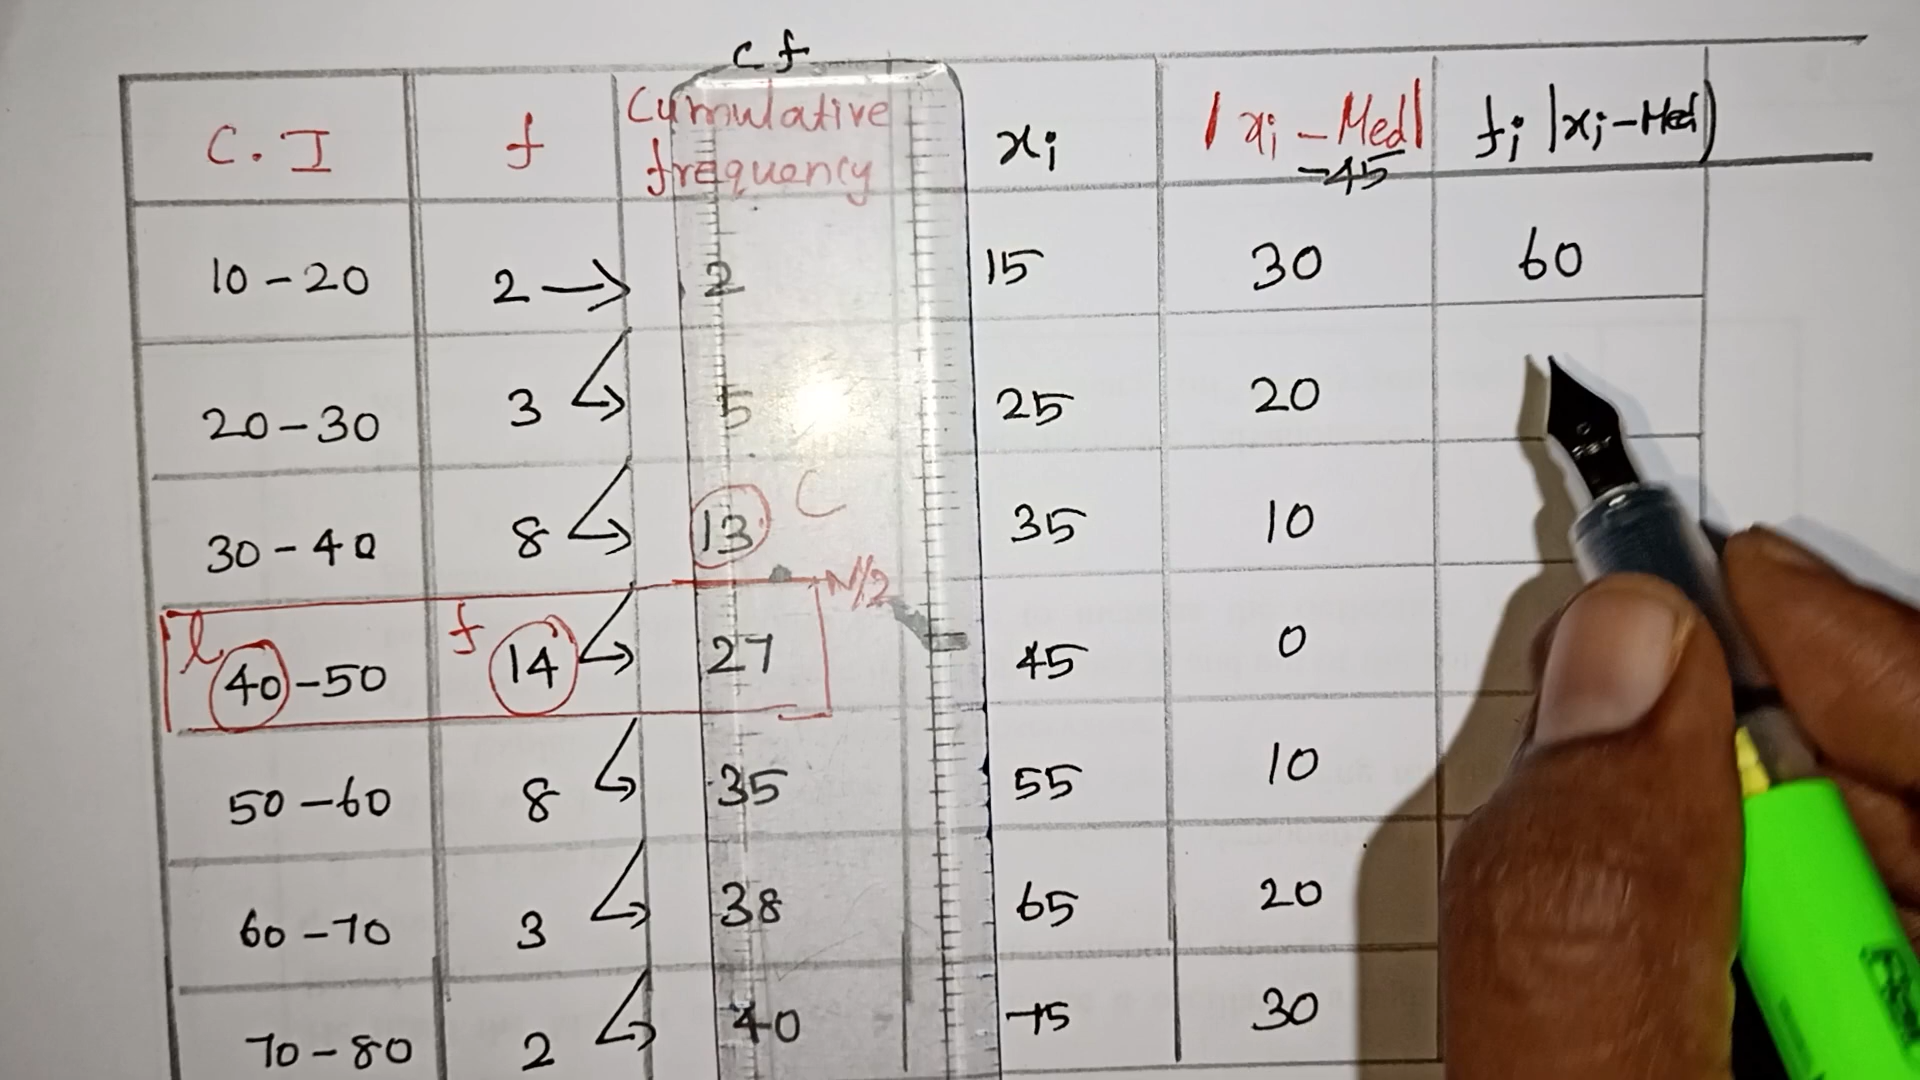 cf
C.I f Cumulative frequency xi |xi-Med| fi |xi-Med|
-45
10-20 2 2 15 30 60
20-30 3 5 25 20
30-40 8 13 C 35 10
N/2
l 40-50 f 14 27 45 0
50-60 8 35 55 10
60-70 3 38 65 20
70-80 2 40 75 30